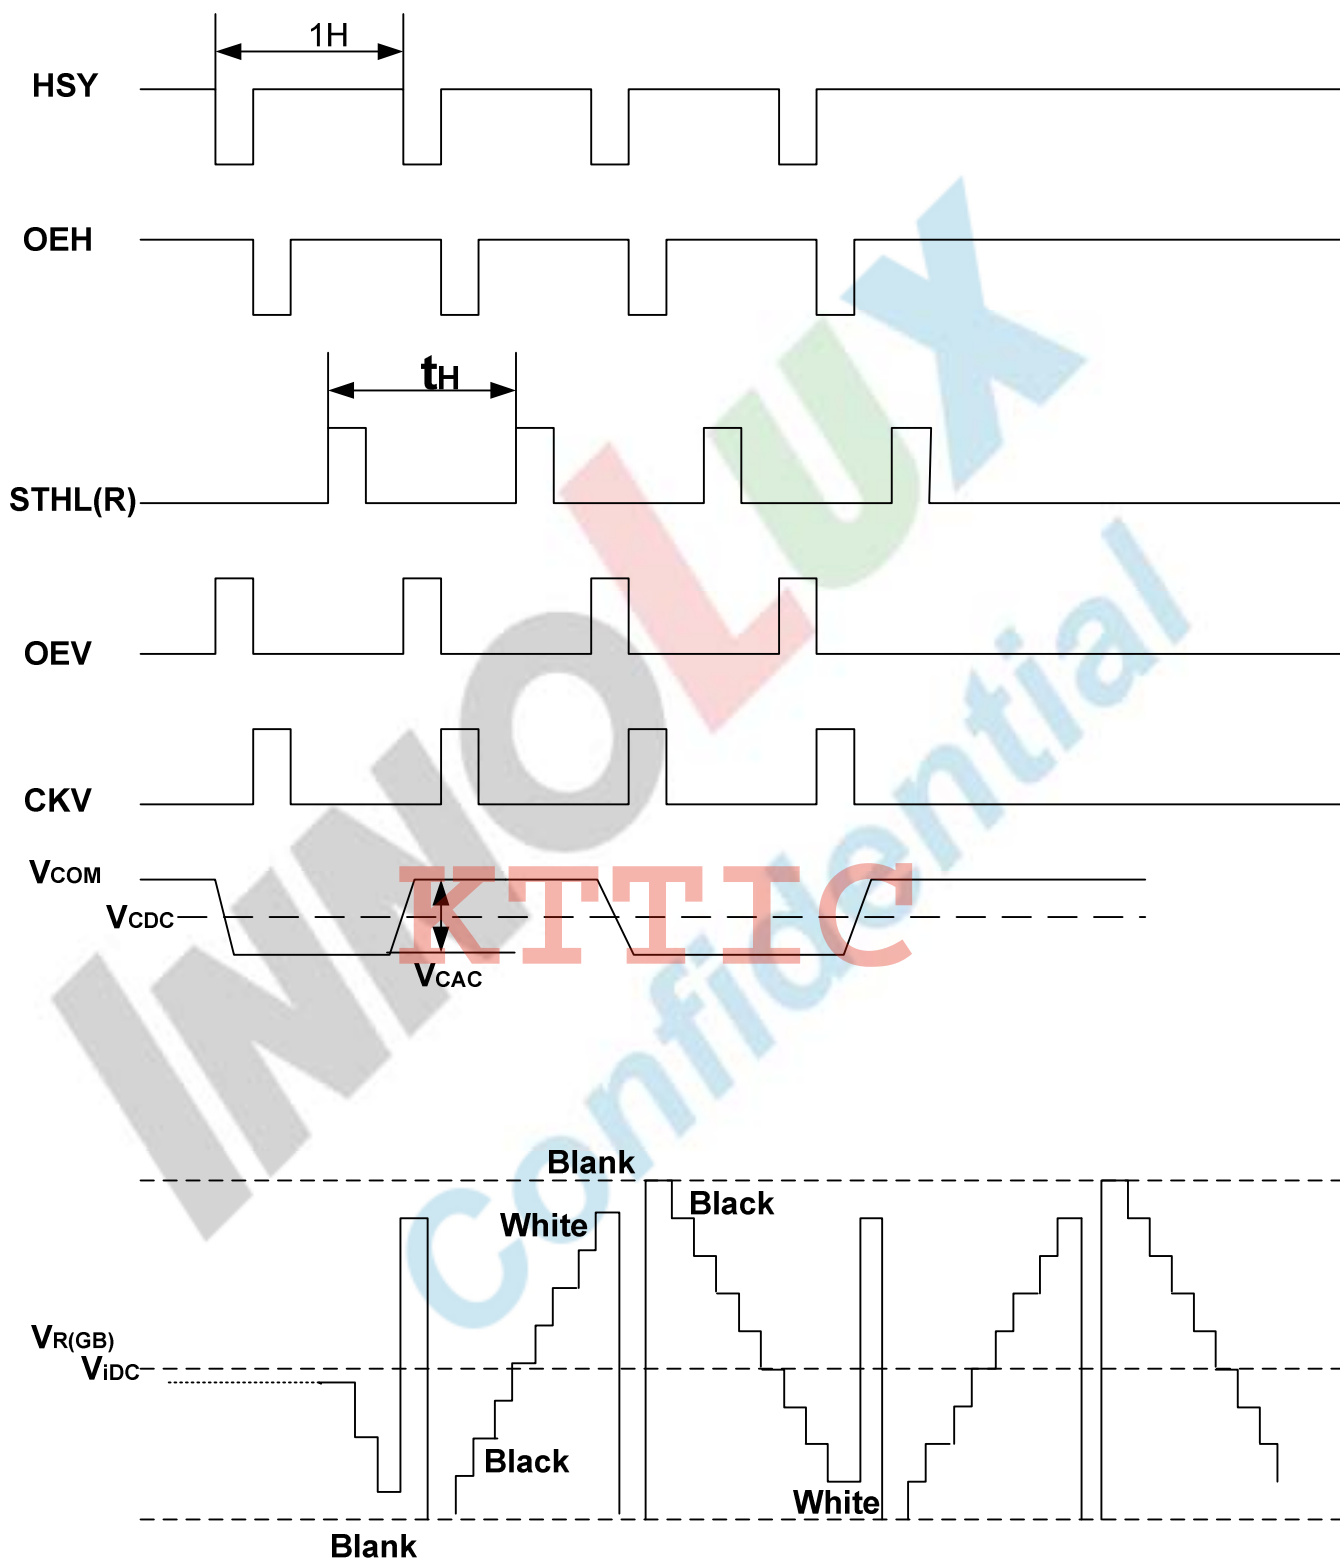 1H
HSY
OEH
tH
STHL(R)
OEV
CKV
VCOM
VCDC
VCAC
KTTIC
INNOLUX
Confidential
Blank
Black
White
VR(GB)
ViDC
Black
White
Blank